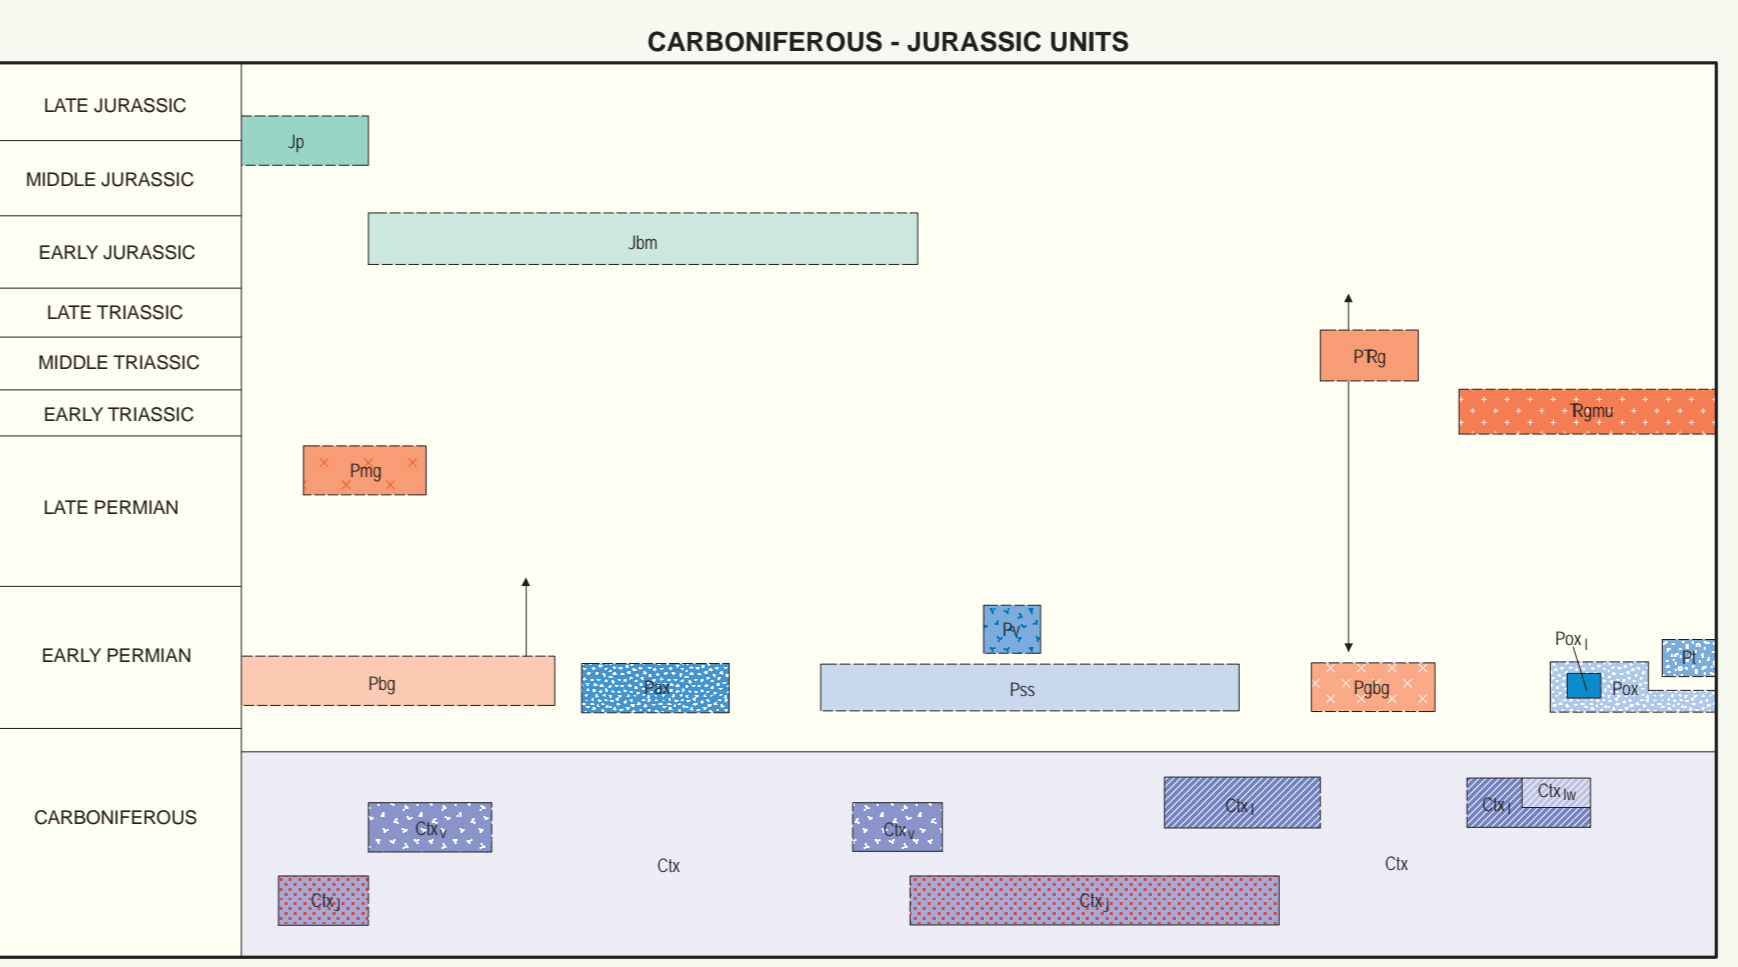 CARBONIFEROUS - JURASSIC UNITS
LATE JURASSIC
Jp
MIDDLE JURASSIC
EARLY JURASSIC
Jbm
LATE TRIASSIC
MIDDLE TRIASSIC
PTRg
EARLY TRIASSIC
TRgmu
Pmg
LATE PERMIAN
Pv
Pox l
EARLY PERMIAN
Pt
Pbg
Pax
Pss
Pgbg
Pox
Ctx lw
Ctx l
Ctx l
CARBONIFEROUS
Ctx v
Ctx v
Ctx
Ctx
Ctx j
Ctx j